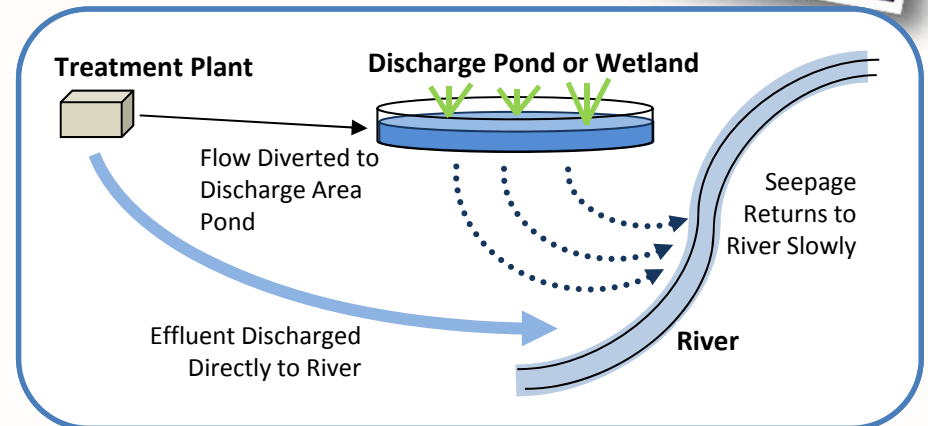 Treatment Plant
Discharge Pond or Wetland
Flow Diverted to
Discharge Area
Pond
Seepage
Returns to
River Slowly
Effluent Discharged
Directly to River
River